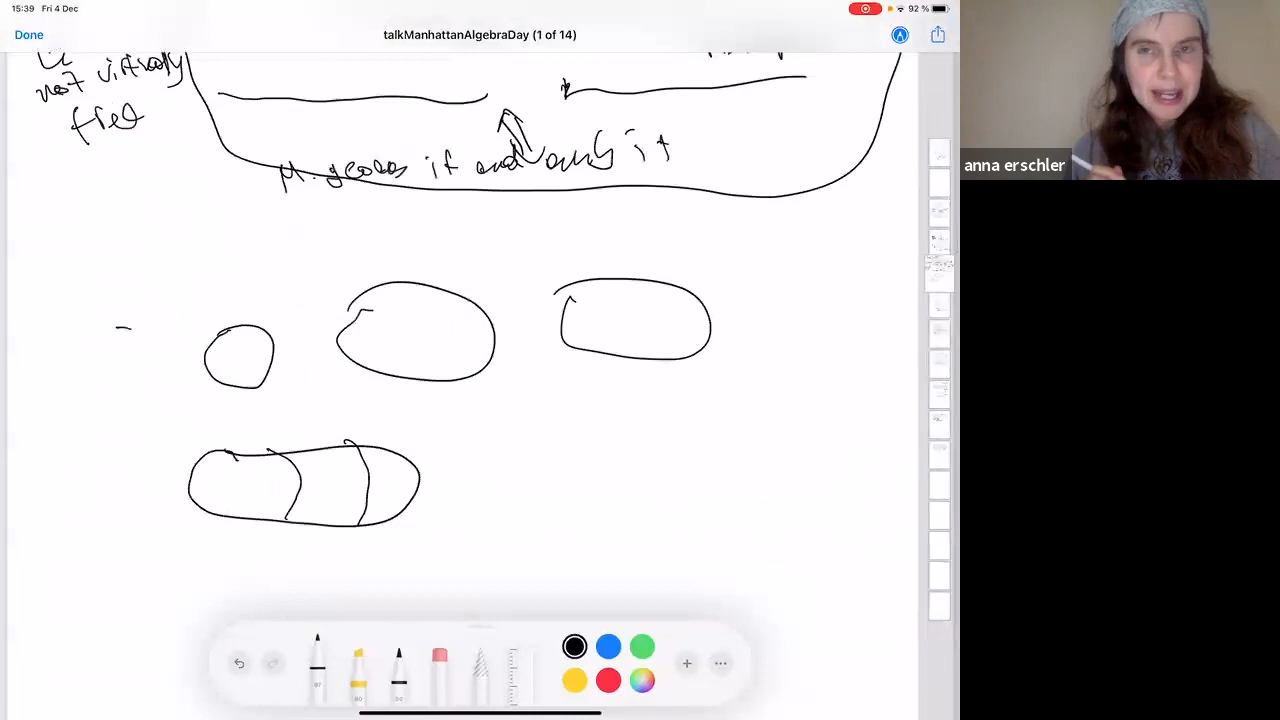 15:39 Fri 4 Dec
92 %
Done
talkManhattanAlgebraDay (1 of 14)
not virtually
free
if and only if
anna erschler